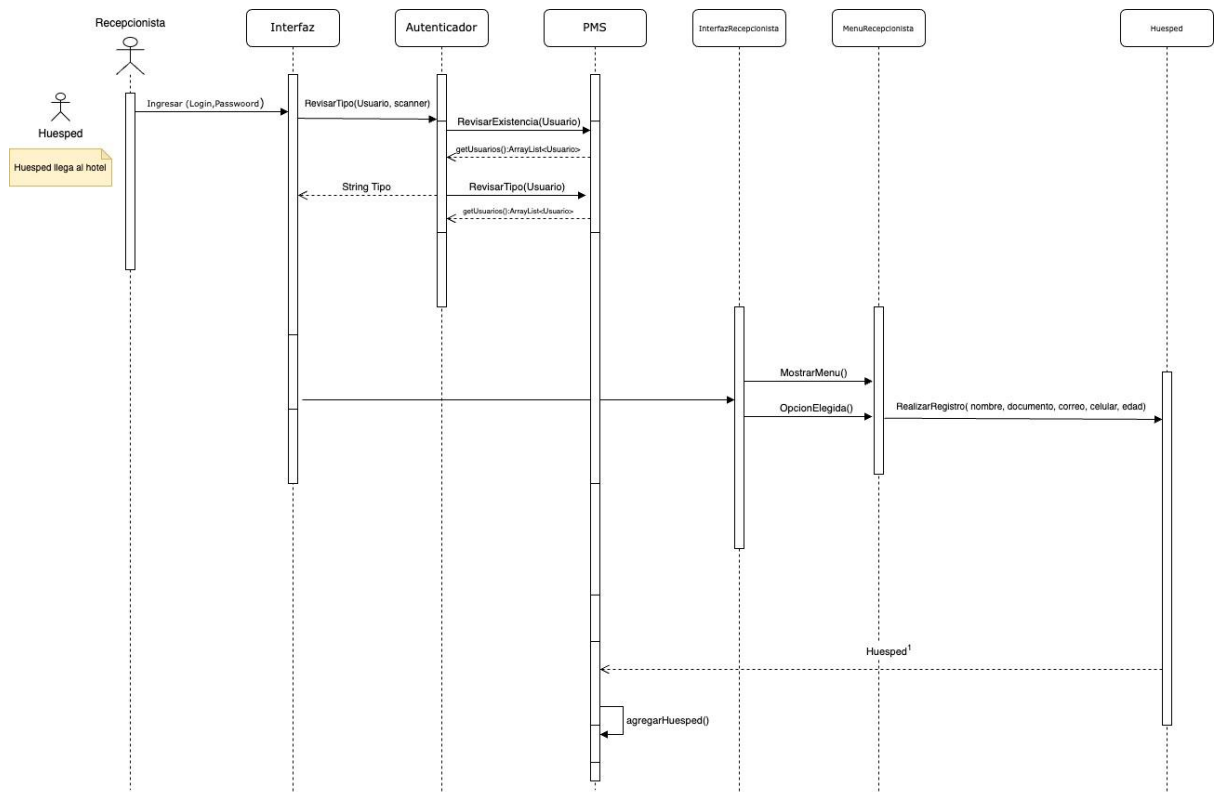 Recepcionista
Interfaz
Autenticador
PMS
InterfazRecepcionista
MenuRecepcionista
Huesped
Huesped
Huesped llega al hotel
Ingresar (Login,Passwoord)
RevisarTipo(Usuario, scanner)
RevisarExistencia(Usuario)
getUsuarios():ArrayList<Usuario>
String Tipo
RevisarTipo(Usuario)
getUsuarios():ArrayList<Usuario>
MostrarMenu()
OpcionElegida()
RealizarRegistro( nombre, documento, correo, celular, edad)
Huesped¹
agregarHuesped()